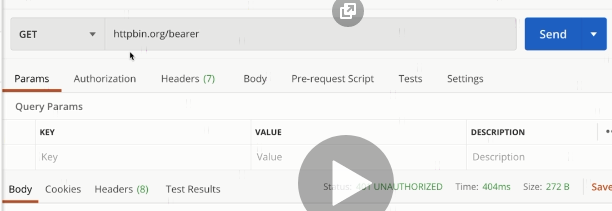 GET httpbin.org/bearer Send
Params Authorization Headers (7) Body Pre-request Script Tests Settings
Query Params
KEY VALUE DESCRIPTION
Key Value Description
Body Cookies Headers (8) Test Results Status: UNAUTHORIZED Time: 404ms Size: 272 B Save